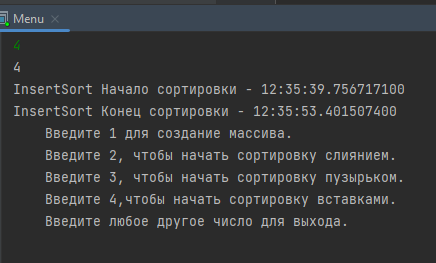 Menu
4
4
InsertSort Начало сортировки - 12:35:39.756717100
InsertSort Конец сортировки - 12:35:53.401507400
Введите 1 для создание массива.
Введите 2, чтобы начать сортировку слиянием.
Введите 3, чтобы начать сортировку пузырьком.
Введите 4,чтобы начать сортировку вставками.
Введите любое другое число для выхода.